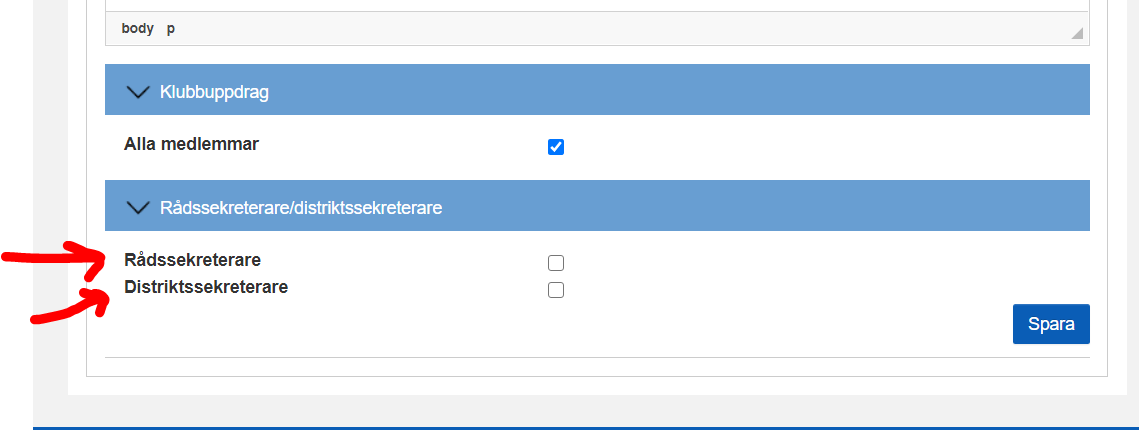 body p
Klubbuppdrag
Alla medlemmar
Rådssekreterare/distriktssekreterare
Rådssekreterare
Distriktssekreterare
Spara